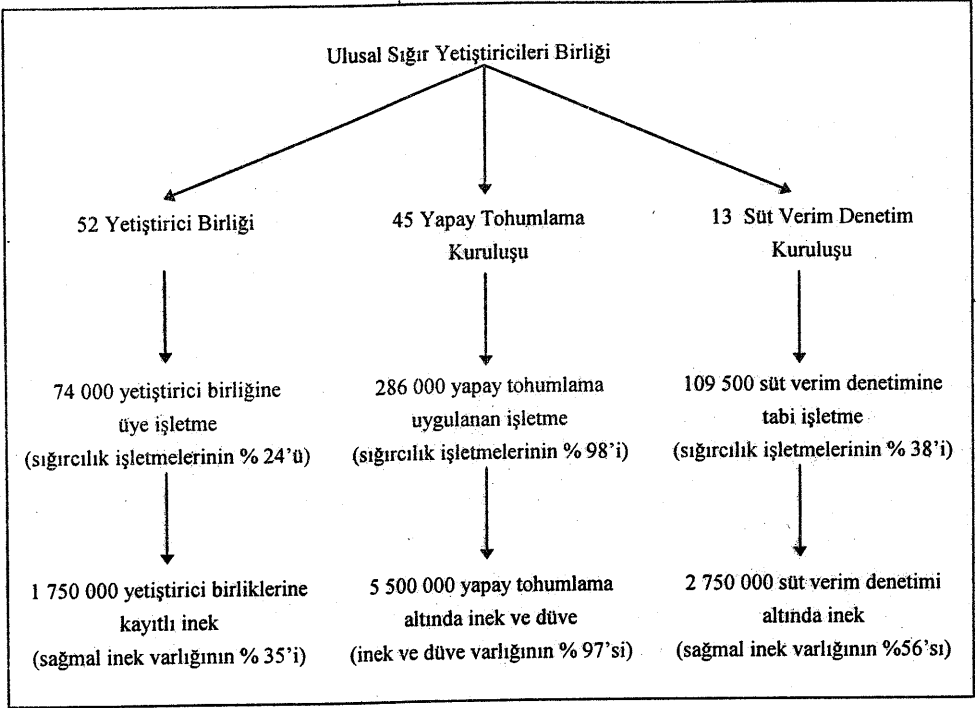 Ulusal Sığır Yetiştiricileri Birliği
52 Yetiştirici Birliği
45 Yapay Tohumlama
Kuruluşu
13 Süt Verim Denetim
Kuruluşu
74 000 yetiştirici birliğine
üye işletme
(sığırcılık işletmelerinin % 24'ü)
286 000 yapay tohumlama
uygulanan işletme
(sığırcılık işletmelerinin % 98'i)
109 500 süt verim denetimine
tabi işletme
(sığırcılık işletmelerinin % 38'i)
1 750 000 yetiştirici birliklerine
kayıtlı inek
(sağmal inek varlığının % 35'i)
5 500 000 yapay tohumlama
altında inek ve düve
(inek ve düve varlığının % 97'si)
2 750 000 süt verim denetimi
altında inek
(sağmal inek varlığının %56'sı)